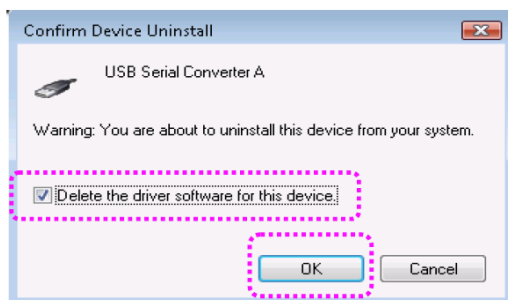 Confirm Device Uninstall
USB Serial Converter A
Warning: You are about to uninstall this device from your system.
Delete the driver software for this device.
OK
Cancel